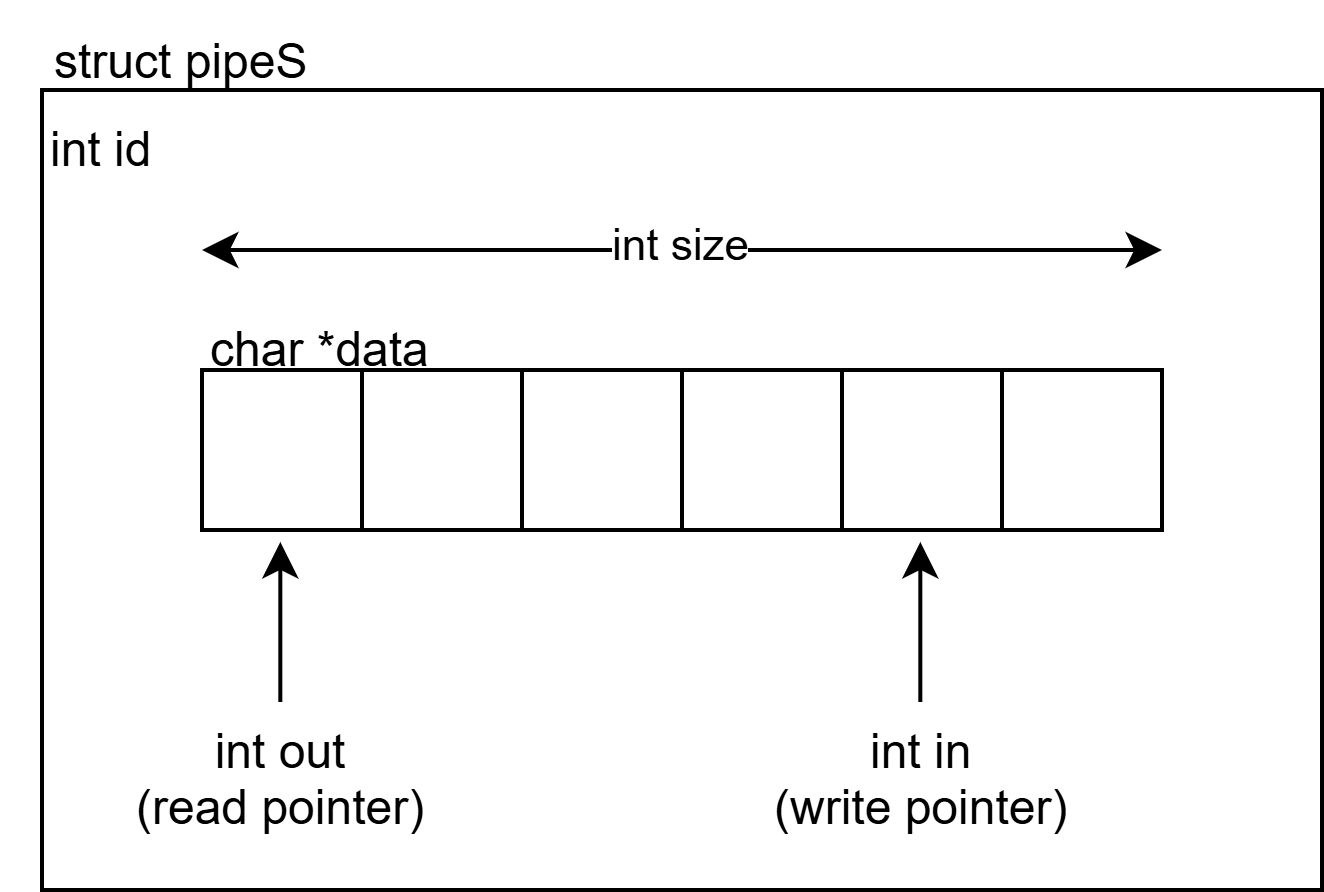 struct pipeS
int id
int size
char *data
int out
(read pointer)
int in
(write pointer)